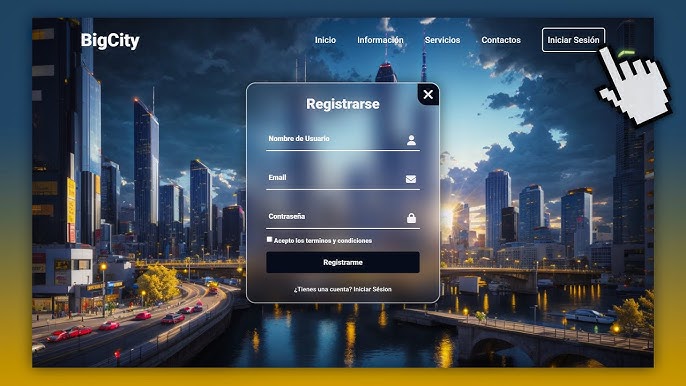 BigCity
Inicio Información Servicios Contactos Iniciar Sesión
Registrarse
Nombre de Usuario
Email
Contraseña
Acepto los terminos y condiciones
Registrarme
¿Tienes una cuenta? Iniciar Sésion